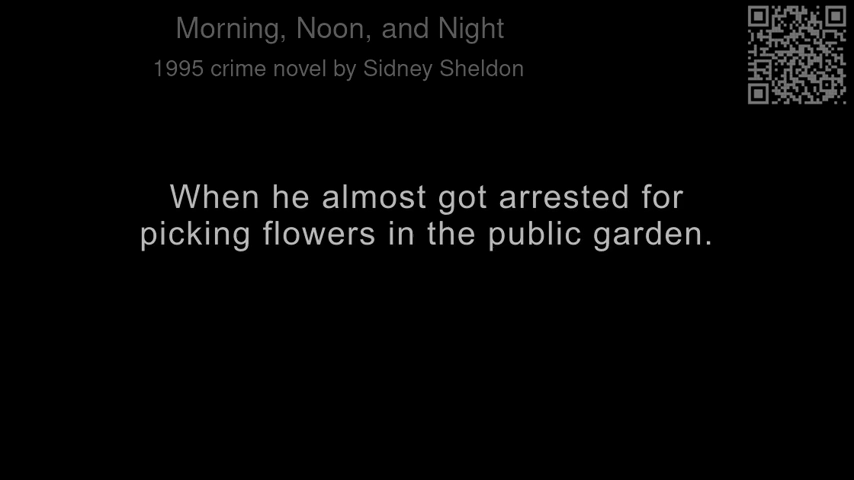 Morning, Noon, and Night
1995 crime novel by Sidney Sheldon
When he almost got arrested for
picking flowers in the public garden.